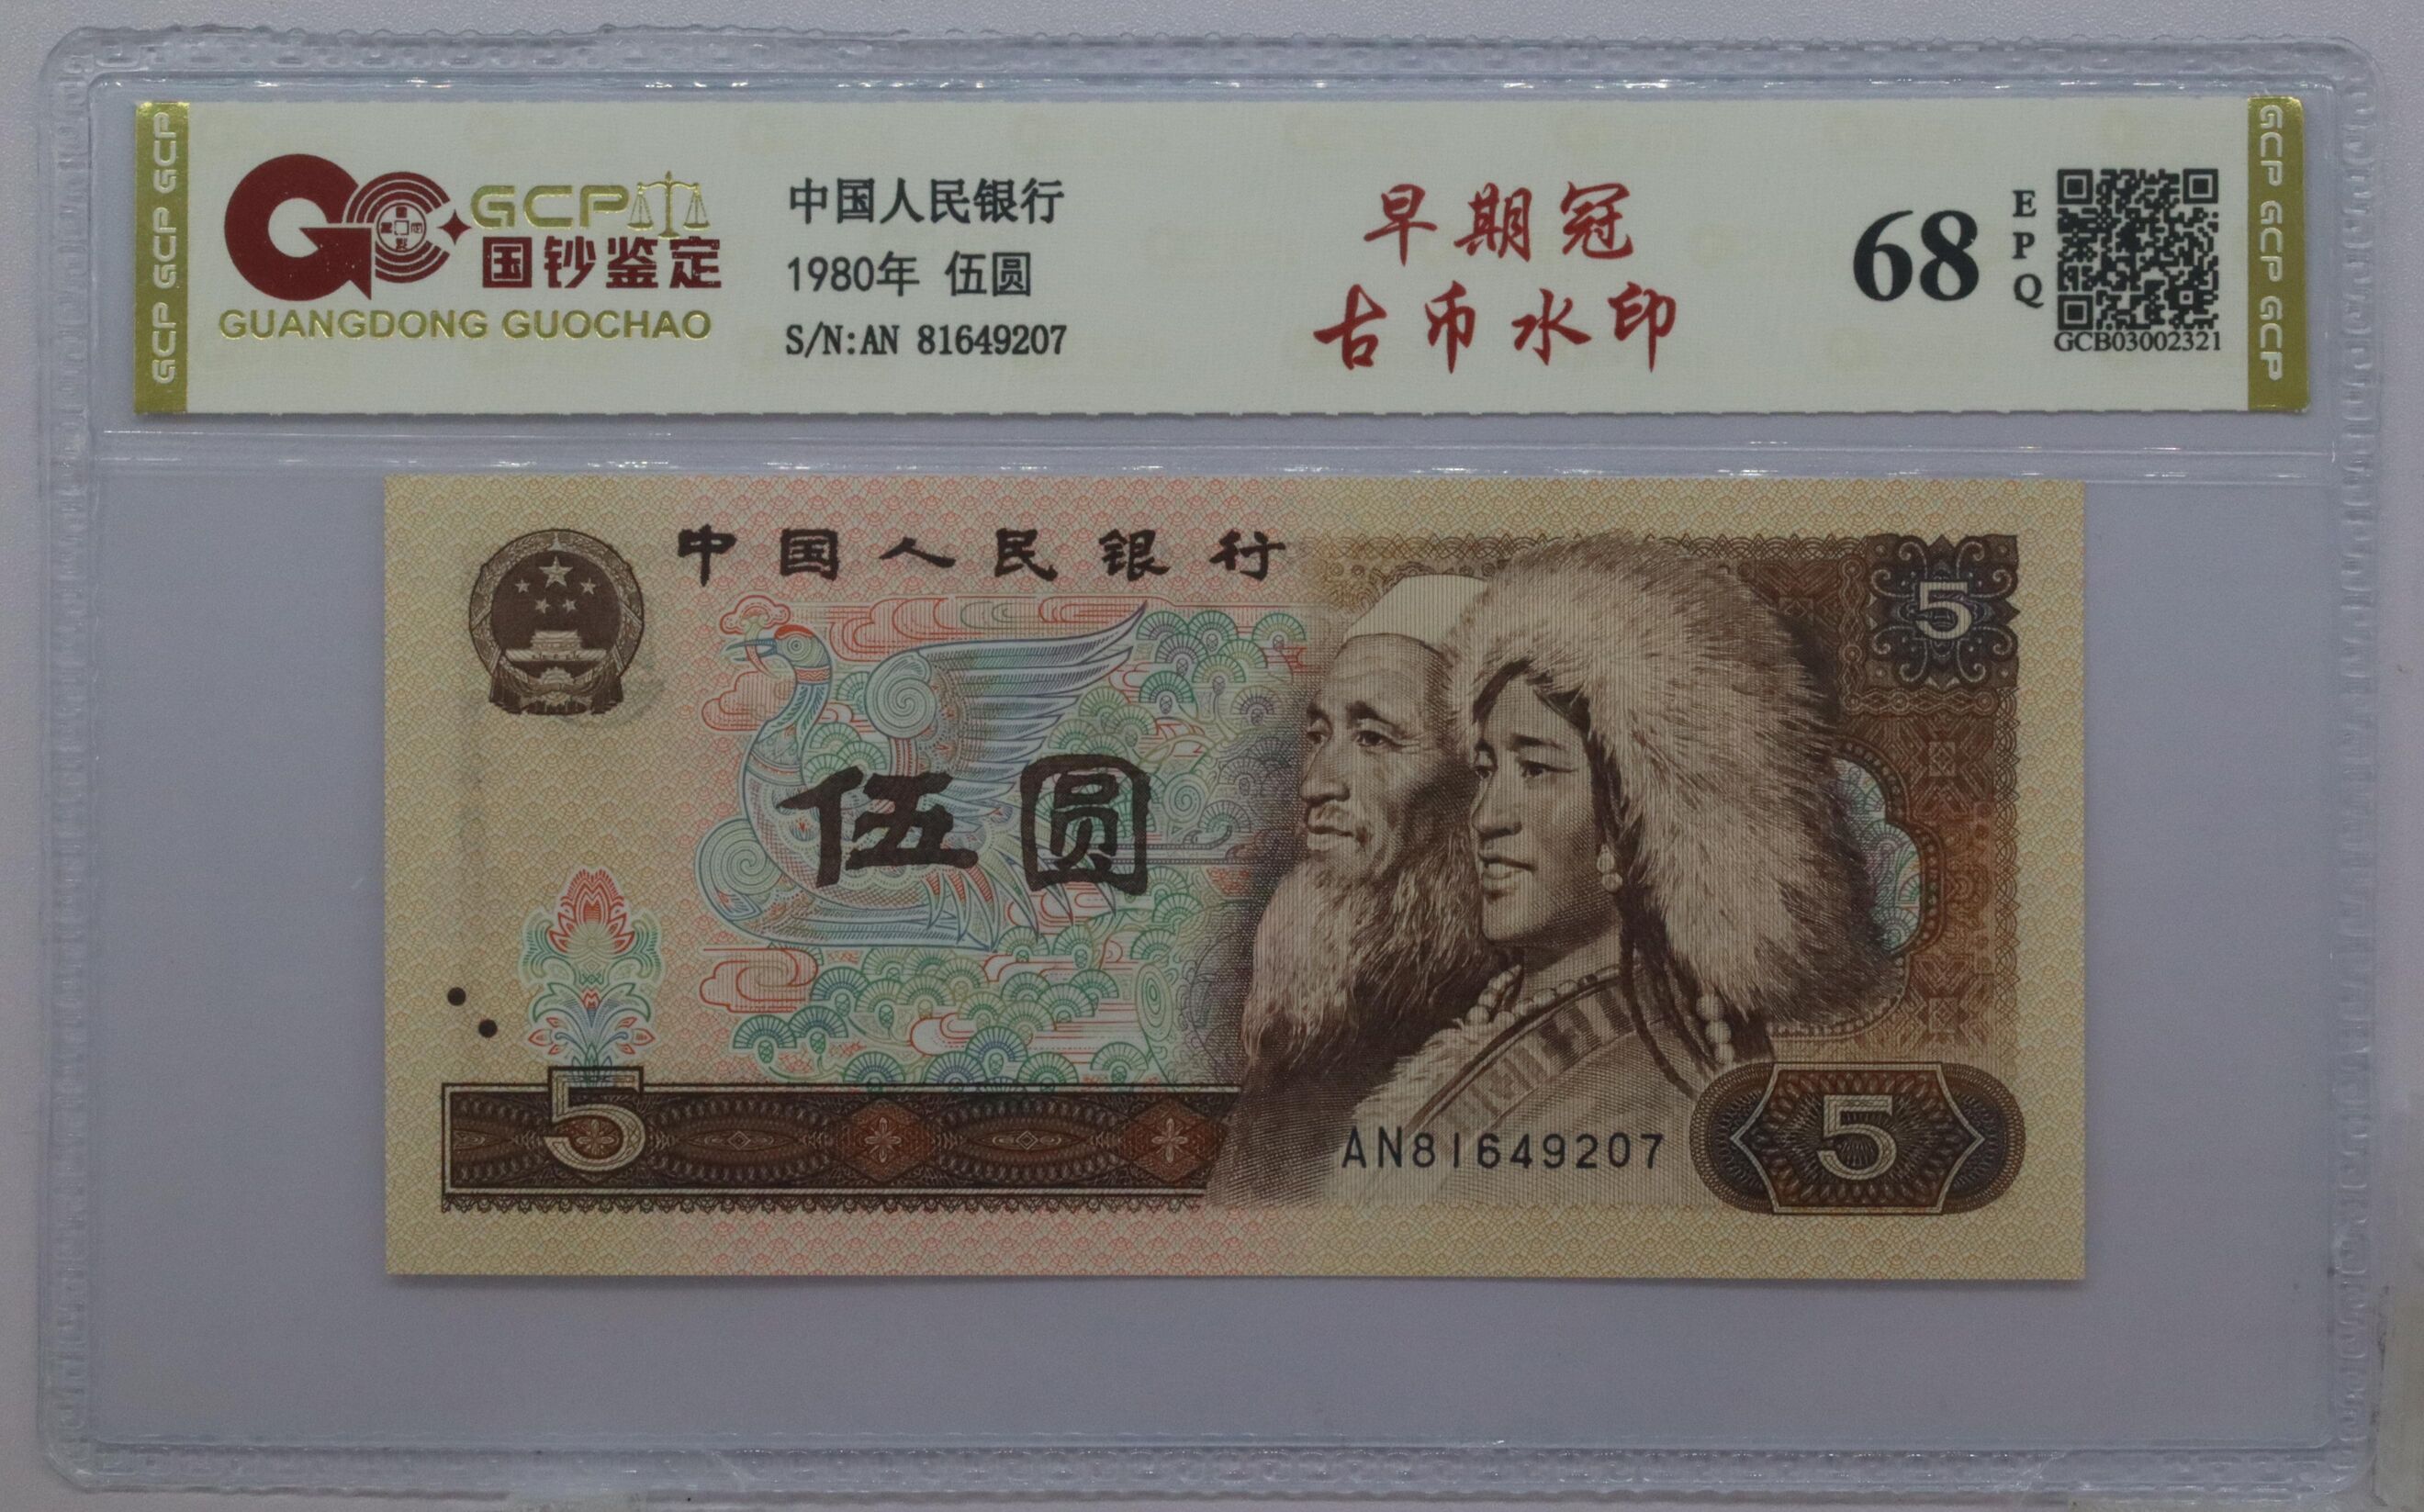 GCP GCP GCP
GCP
国钞鉴定
GUANGDONG GUOCHAO
中国人民银行
1980年 伍圆
S/N:AN 81649207
早期冠
古币水印
68
EPQ
GCB03002321
GCP GCP GCP
中国人民银行
5
伍圆
5
AN81649207
5